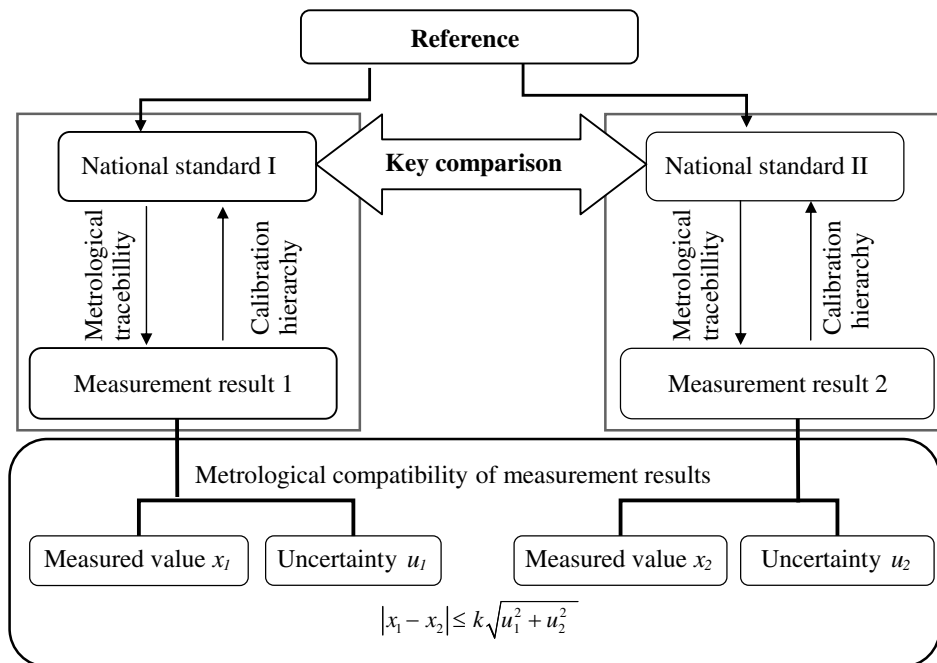 Reference
National standard I
Key comparison
National standard II
Metrological
tracebillity
Calibration
hierarchy
Metrological
tracebillity
Calibration
hierarchy
Measurement result 1
Measurement result 2
Metrological compatibility of measurement results
Measured value x₁
Uncertainty u₁
Measured value x₂
Uncertainty u₂
|x₁ − x₂| ≤ k√(u₁² + u₂²)